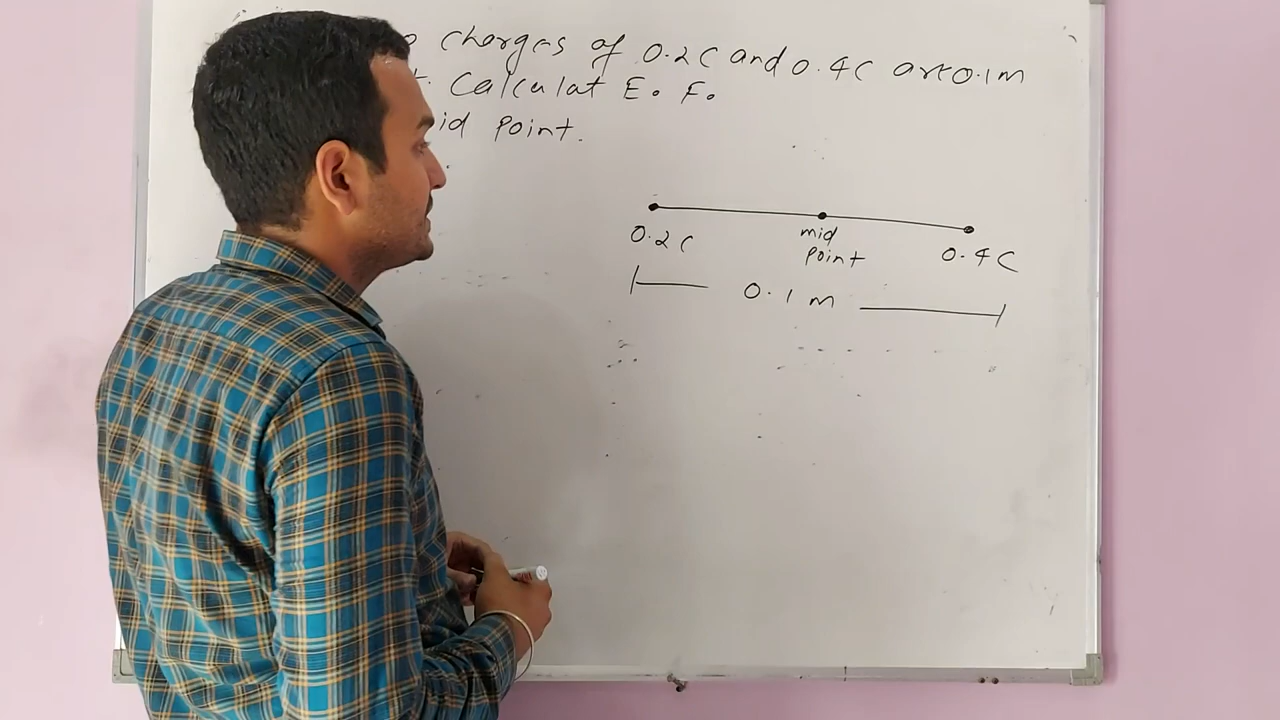 charges of 0.2C and 0.4C are 0.1m
Calculat E. F.
Point.
0.2C
mid
Point
0.4C
0.1m